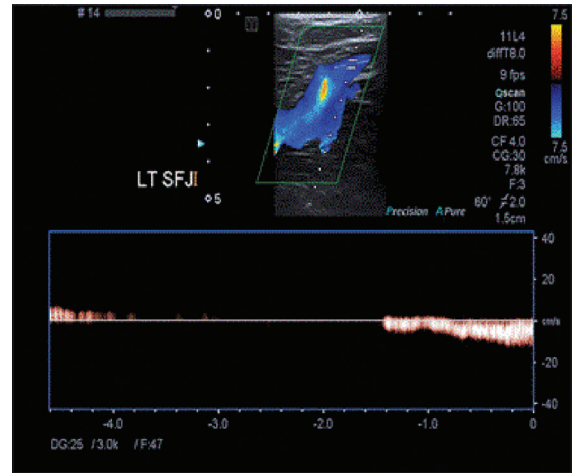 #14
0
7.5
11L4
diffT8.0
9 fps
Qscan
G:100
DR:65
CF 4.0
CG:30
7.8k
F:3
7.5
cm/s
LT SFJ
5
60° ≠2.0
1.5cm
Precision APure
40
20
cm/s
-20
-40
-4.0 -3.0 -2.0 -1.0 0
DG:25 /3.0k /F:47